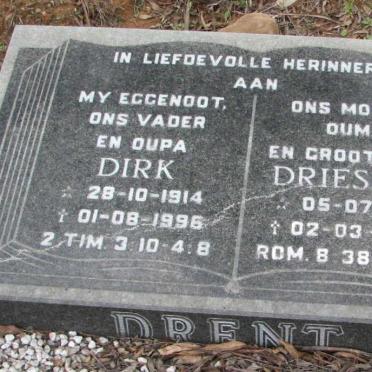 IN LIEFDEVOLLE HERINNER
AAN
MY EGGENOOT,
ONS VADER
EN OUPA
DIRK
☆ 28-10-1914
† 01-08-1996
2 TIM. 3.10-4.8
ONS MO
OUM
EN GROOT
DRIES
☆ 05-07
† 02-03-
ROM. 8 38
DRENT